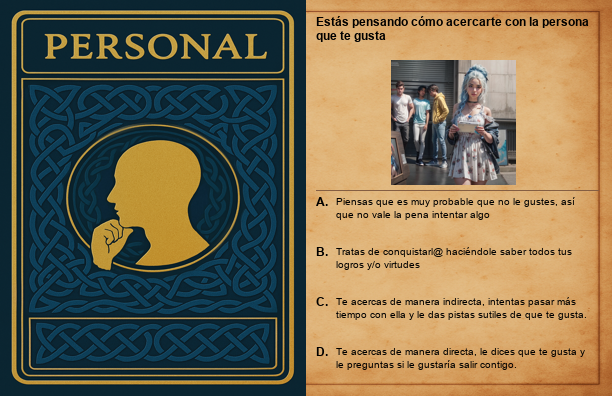 PERSONAL
Estás pensando cómo acercarte con la persona
que te gusta
A. Piensas que es muy probable que no le gustes, así
que no vale la pena intentar algo
B. Tratas de conquistarl@ haciéndole saber todos tus
logros y/o virtudes
C. Te acercas de manera indirecta, intentas pasar más
tiempo con ella y le das pistas sutiles de que te gusta.
D. Te acercas de manera directa, le dices que te gusta y
le preguntas si le gustaría salir contigo.